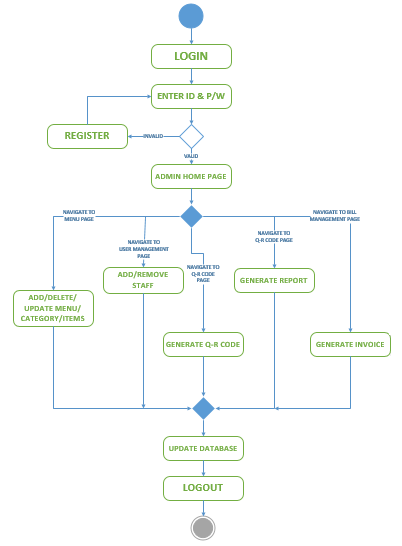 LOGIN
ENTER ID & P/W
REGISTER
INVALID
VALID
ADMIN HOME PAGE
NAVIGATE TO
MENU PAGE
NAVIGATE TO BILL
MANAGEMENT PAGE
NAVIGATE TO
Q-R CODE PAGE
NAVIGATE TO
USER MANAGEMENT
PAGE
NAVIGATE TO
Q-R CODE
PAGE
ADD/REMOVE
STAFF
GENERATE REPORT
ADD/DELETE/
UPDATE MENU/
CATEGORY/ITEMS
GENERATE Q-R CODE
GENERATE INVOICE
UPDATE DATABASE
LOGOUT